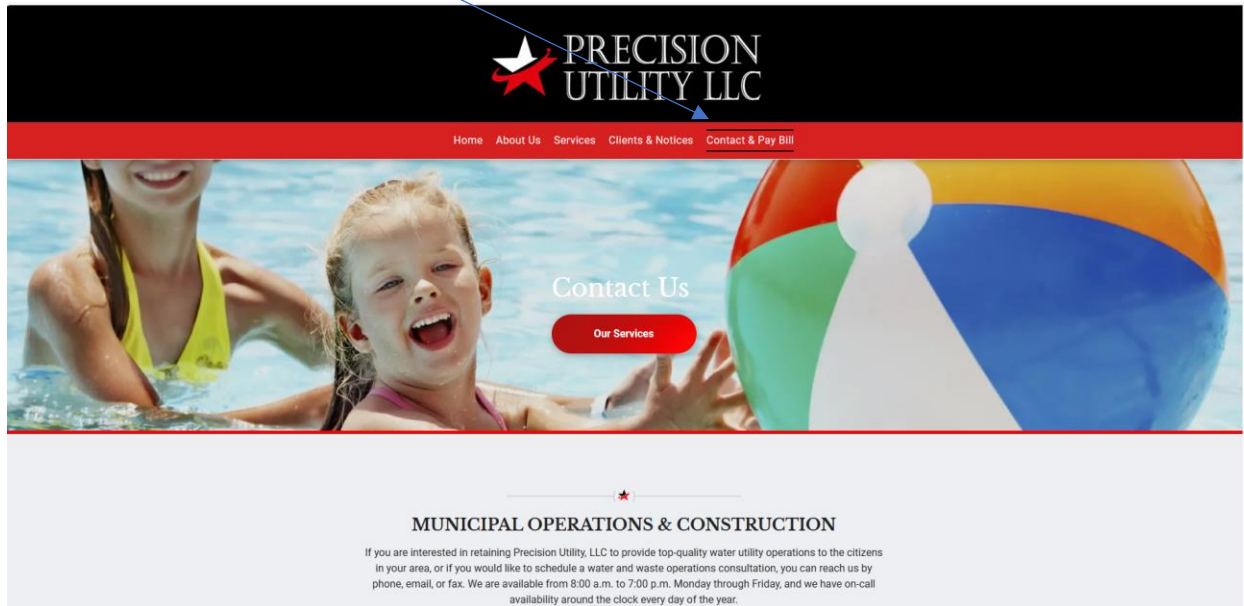 PRECISION
UTILITY LLC
Home About Us Services Clients & Notices Contact & Pay Bill
Contact Us
Our Services
MUNICIPAL OPERATIONS & CONSTRUCTION
If you are interested in retaining Precision Utility, LLC to provide top-quality water utility operations to the citizens
in your area, or if you would like to schedule a water and waste operations consultation, you can reach us by
phone, email, or fax. We are available from 8:00 a.m. to 7:00 p.m. Monday through Friday, and we have on-call
availability around the clock every day of the year.